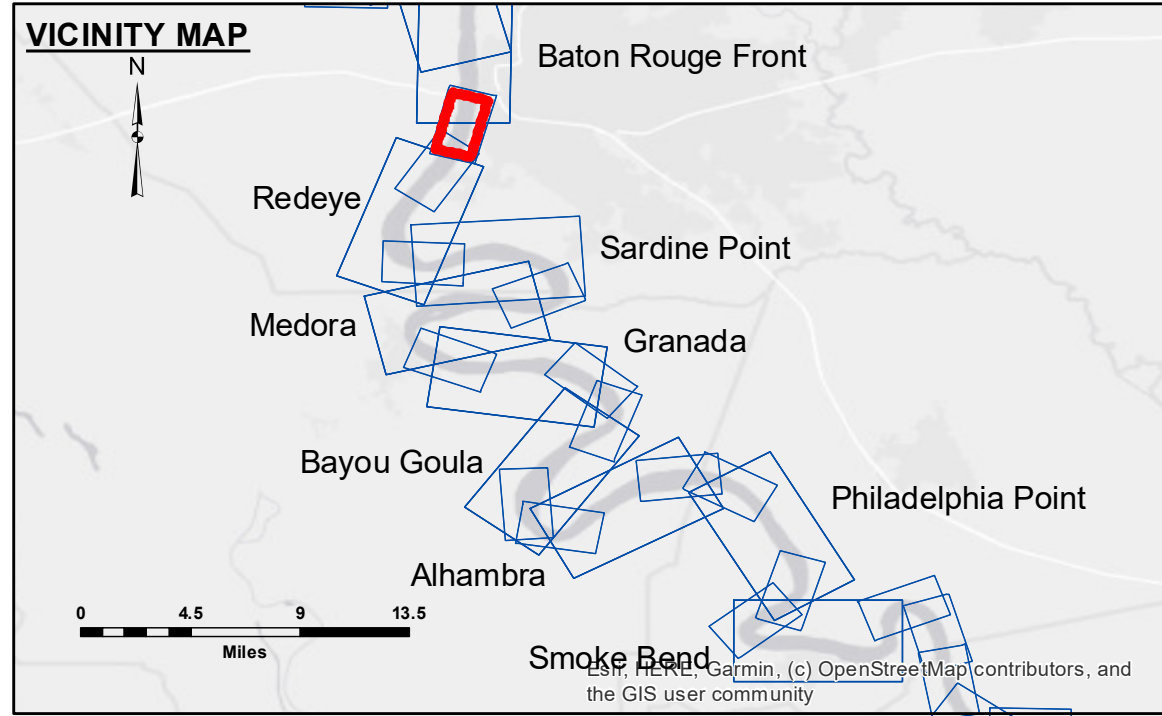 VICINITY MAP
N
Baton Rouge Front
Redeye
Sardine Point
Medora
Granada
Bayou Goula
Philadelphia Point
Alhambra
0 4.5 9 13.5
Miles
Smoke Bend
Esri, HERE, Garmin, (c) OpenStreetMap contributors, and
the GIS user community